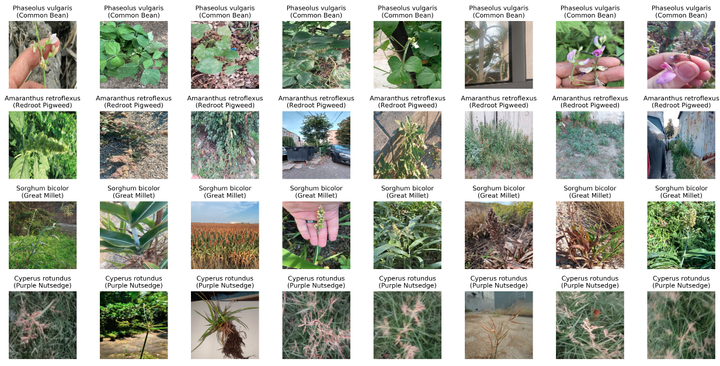 Phaseolus vulgaris Phaseolus vulgaris Phaseolus vulgaris Phaseolus vulgaris Phaseolus vulgaris Phaseolus vulgaris Phaseolus vulgaris Phaseolus vulgaris
(Common Bean) (Common Bean) (Common Bean) (Common Bean) (Common Bean) (Common Bean) (Common Bean) (Common Bean)
Amaranthus retroflexus Amaranthus retroflexus Amaranthus retroflexus Amaranthus retroflexus Amaranthus retroflexus Amaranthus retroflexus Amaranthus retroflexus Amaranthus retroflexus
(Redroot Pigweed) (Redroot Pigweed) (Redroot Pigweed) (Redroot Pigweed) (Redroot Pigweed) (Redroot Pigweed) (Redroot Pigweed) (Redroot Pigweed)
Sorghum bicolor Sorghum bicolor Sorghum bicolor Sorghum bicolor Sorghum bicolor Sorghum bicolor Sorghum bicolor Sorghum bicolor
(Great Millet) (Great Millet) (Great Millet) (Great Millet) (Great Millet) (Great Millet) (Great Millet) (Great Millet)
Cyperus rotundus Cyperus rotundus Cyperus rotundus Cyperus rotundus Cyperus rotundus Cyperus rotundus Cyperus rotundus Cyperus rotundus
(Purple Nutsedge) (Purple Nutsedge) (Purple Nutsedge) (Purple Nutsedge) (Purple Nutsedge) (Purple Nutsedge) (Purple Nutsedge) (Purple Nutsedge)